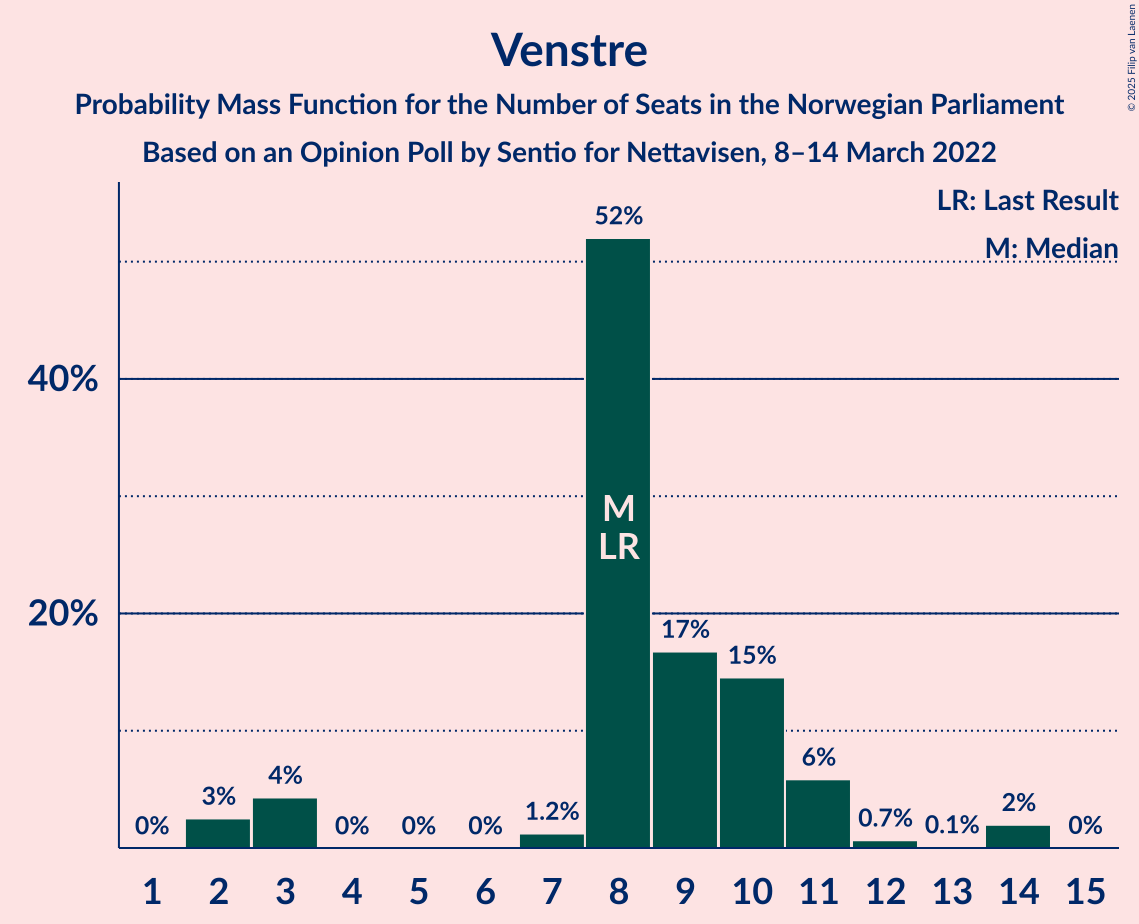 Venstre
Probability Mass Function for the Number of Seats in the Norwegian Parliament
Based on an Opinion Poll by Sentio for Nettavisen, 8–14 March 2022
© 2025 Filip van Laenen
LR: Last Result
M: Median
40%
20%
0%
3%
4%
0%
0%
0%
1.2%
52%
17%
15%
6%
0.7%
0.1%
2%
0%
M
LR
1 2 3 4 5 6 7 8 9 10 11 12 13 14 15